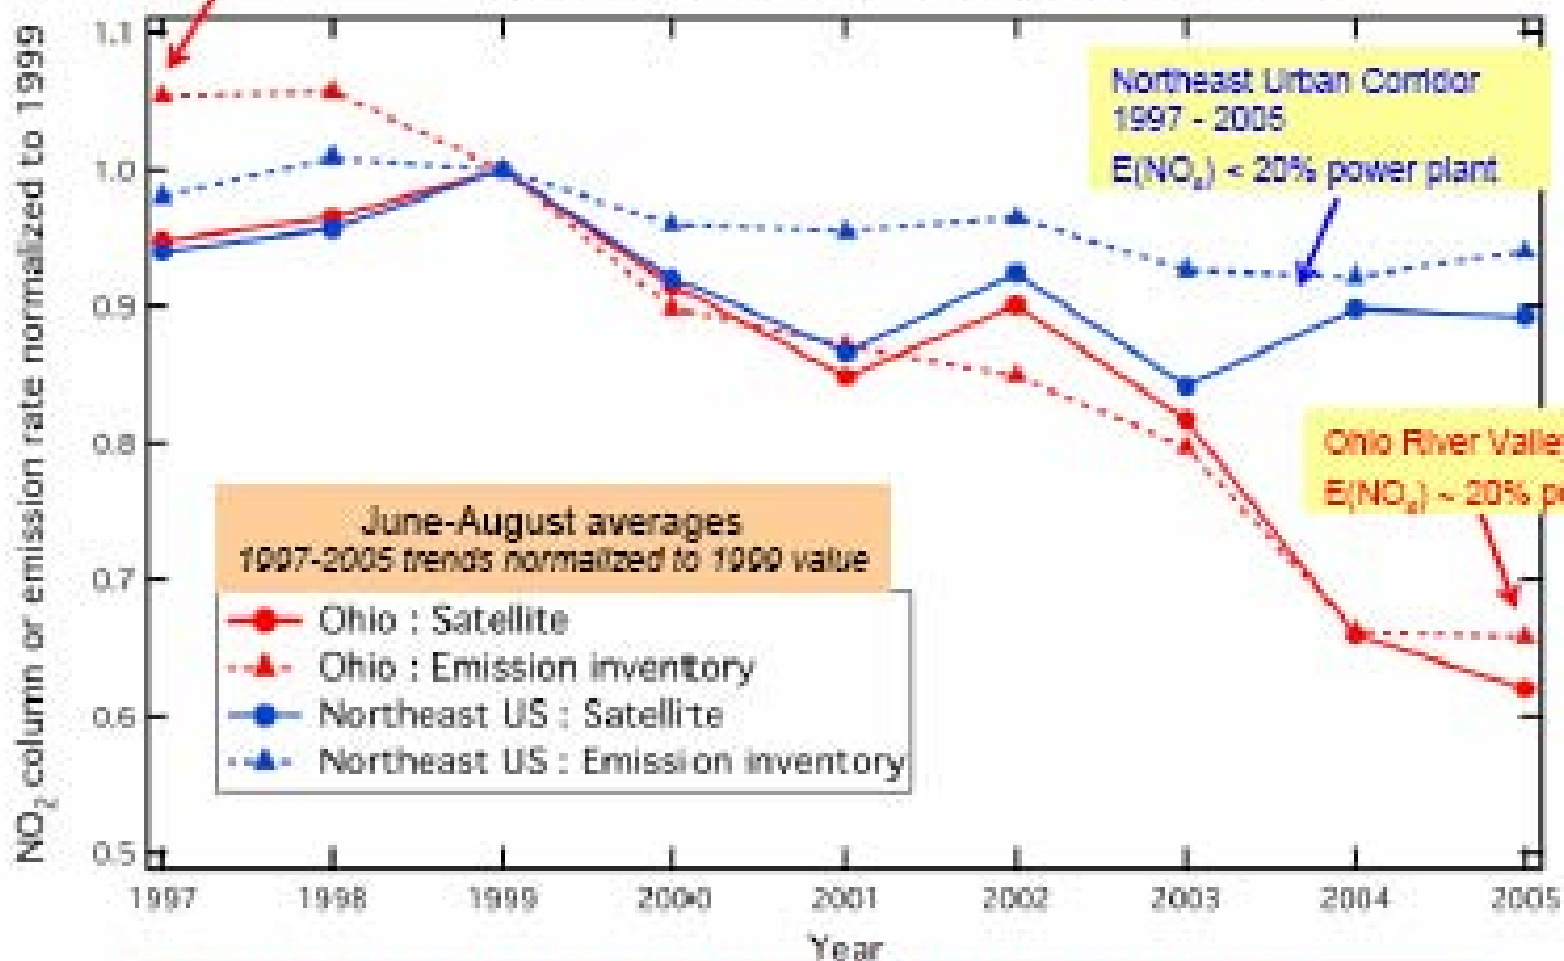 NO₂ column or emission rate normalized to 1999
1.1
1.0
0.9
0.8
0.7
0.6
0.5
Northeast Urban Corridor
1997 - 2005
E(NOₓ) < 20% power plant
Ohio River
E(NOₓ) ~ 20%
June-August averages
1997-2005 trends normalized to 1999 value
Ohio : Satellite
Ohio : Emission inventory
Northeast US : Satellite
Northeast US : Emission inventory
1997 1998 1999 2000 2001 2002 2003 2004 2005
Year